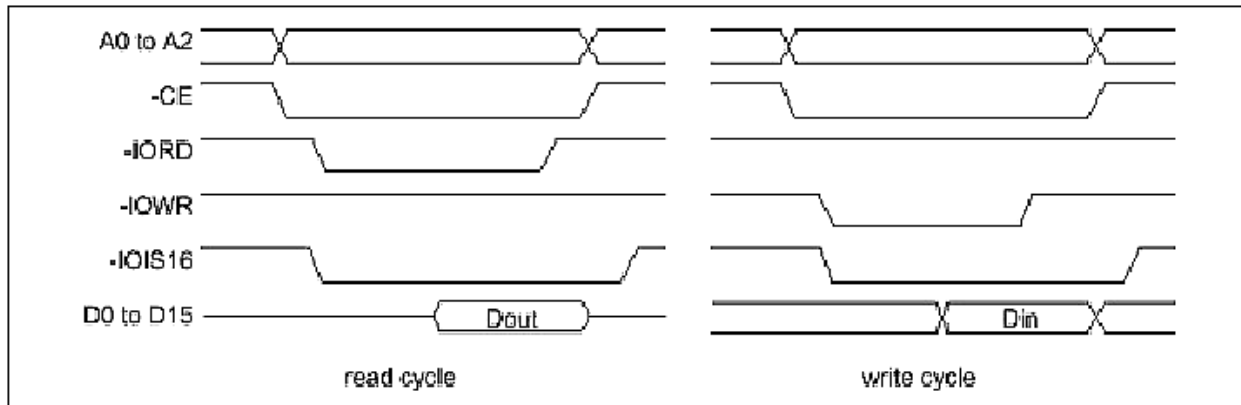 A0 to A2
-CE
-IORD
-IOWR
-IOIS16
D0 to D15
Dout
Din
read cycle
write cycle